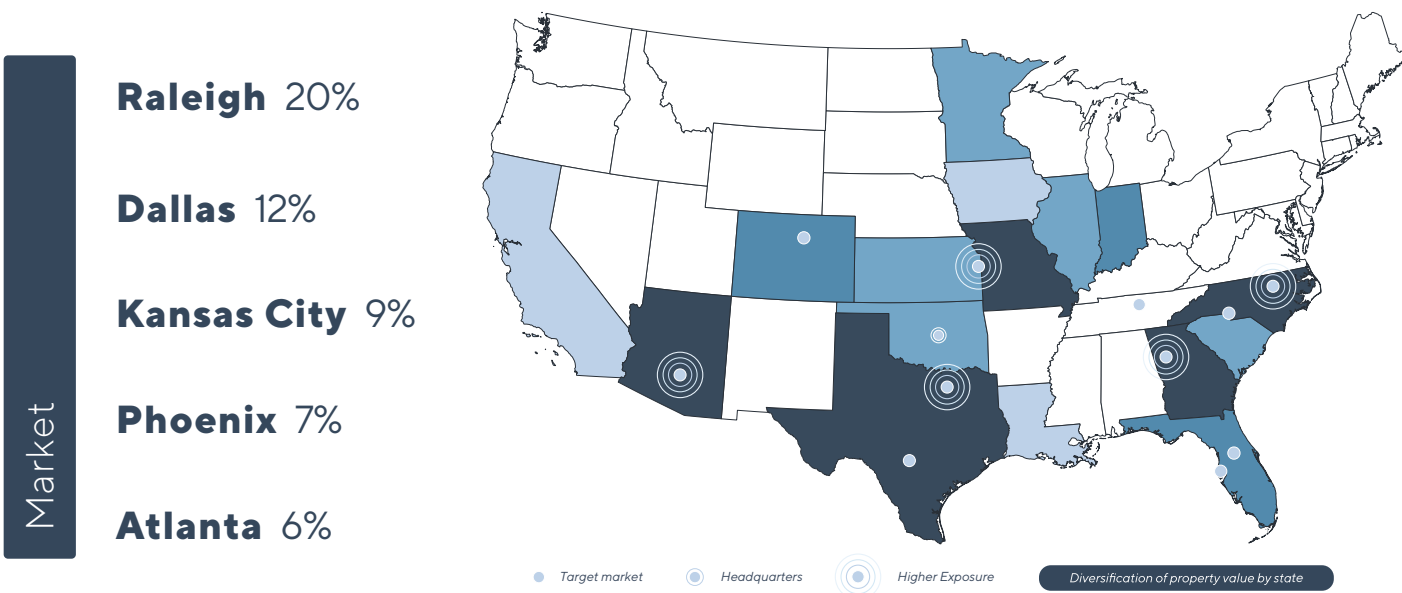 Market
Raleigh 20%
Dallas 12%
Kansas City 9%
Phoenix 7%
Atlanta 6%
Target market
Headquarters
Higher Exposure
Diversification of property value by state